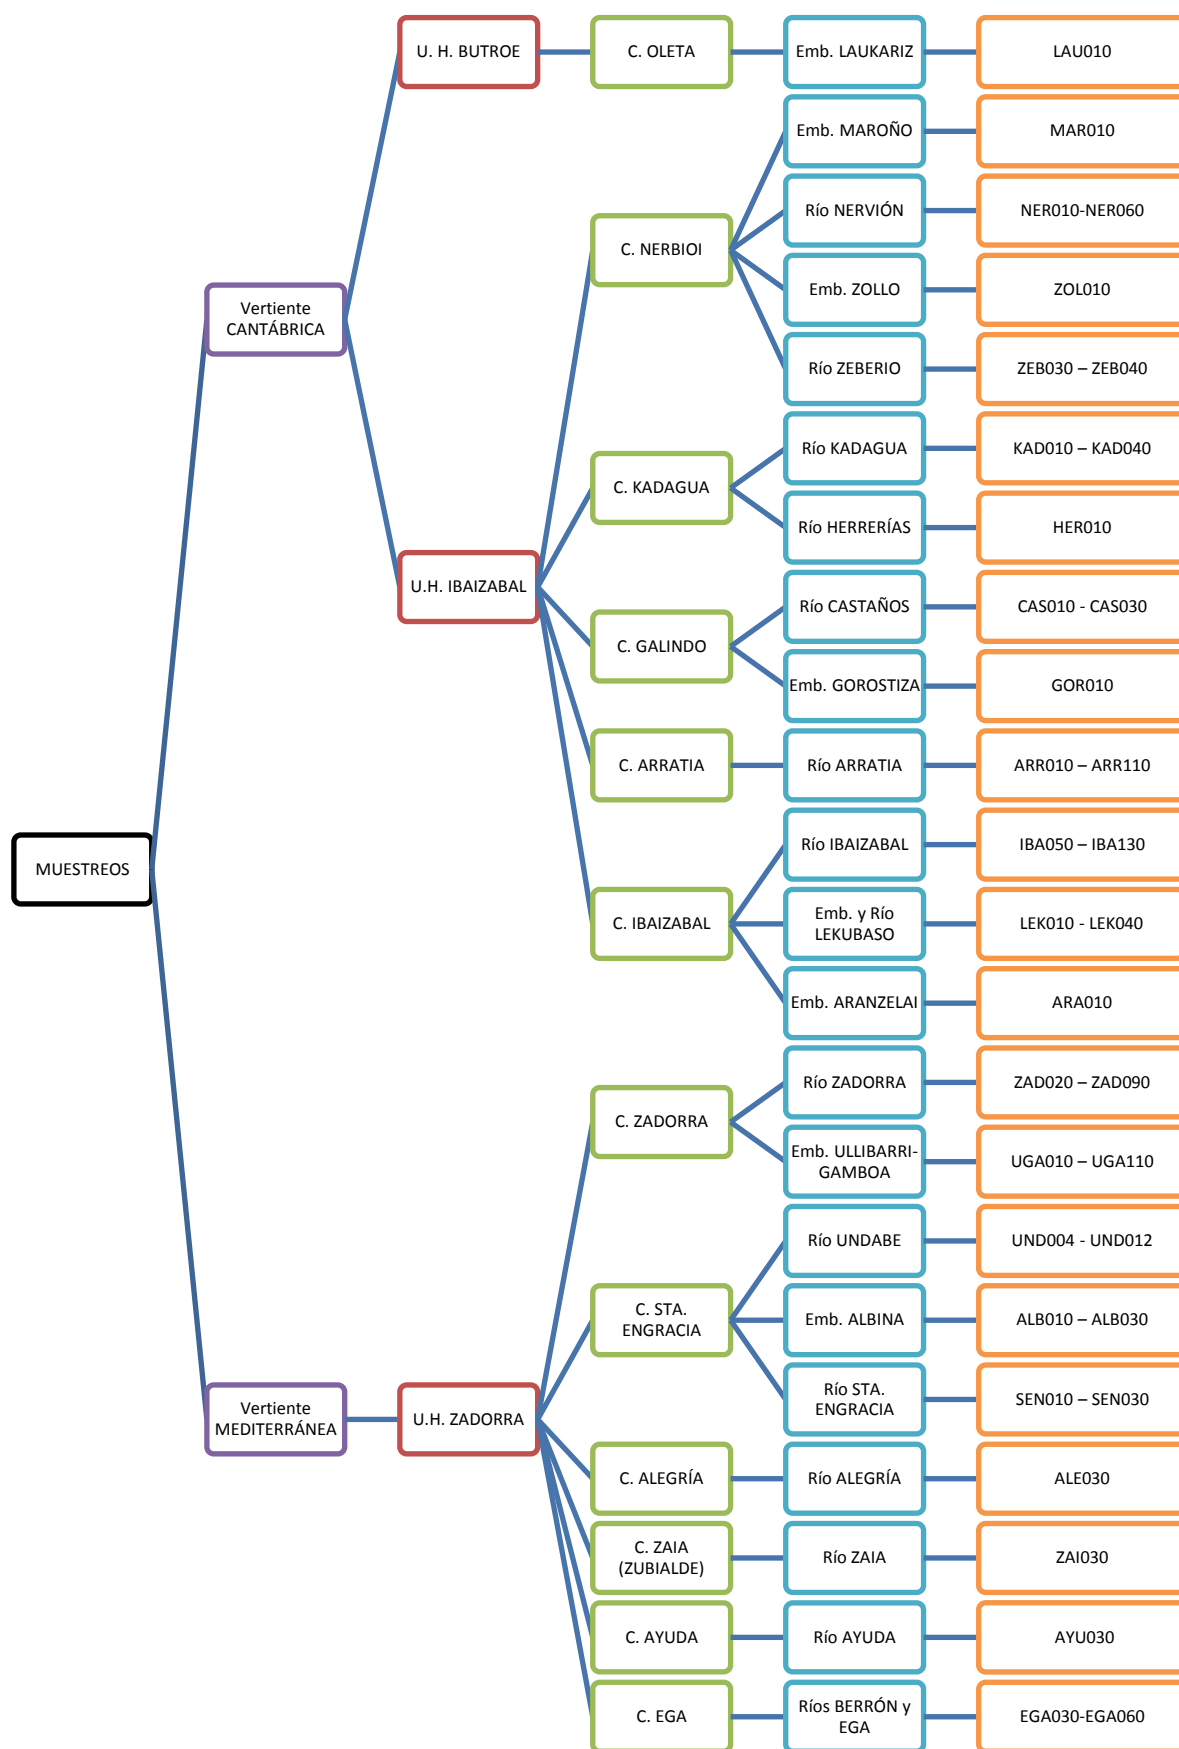 U. H. BUTROE
C. OLETA
Emb. LAUKARIZ
LAU010
Emb. MAROÑO
MAR010
Río NERVIÓN
NER010-NER060
C. NERBIOI
Emb. ZOLLO
ZOL010
Vertiente
CANTÁBRICA
Río ZEBERIO
ZEB030 – ZEB040
Río KADAGUA
KAD010 – KAD040
C. KADAGUA
Río HERRERÍAS
HER010
U.H. IBAIZABAL
Río CASTAÑOS
CAS010 - CAS030
C. GALINDO
Emb. GOROSTIZA
GOR010
C. ARRATIA
Río ARRATIA
ARR010 – ARR110
MUESTREOS
Río IBAIZABAL
IBA050 – IBA130
C. IBAIZABAL
Emb. y Río
LEKUBASO
LEK010 - LEK040
Emb. ARANZELAI
ARA010
Río ZADORRA
ZAD020 – ZAD090
C. ZADORRA
Emb. ULLIBARRI-
GAMBOA
UGA010 – UGA110
Río UNDABE
UND004 - UND012
C. STA.
ENGRACIA
Emb. ALBINA
ALB010 – ALB030
Río STA.
ENGRACIA
SEN010 – SEN030
Vertiente
MEDITERRÁNEA
U.H. ZADORRA
C. ALEGRÍA
Río ALEGRÍA
ALE030
C. ZAIA
(ZUBIALDE)
Río ZAIA
ZAI030
C. AYUDA
Río AYUDA
AYU030
C. EGA
Ríos BERRÓN y
EGA
EGA030-EGA060